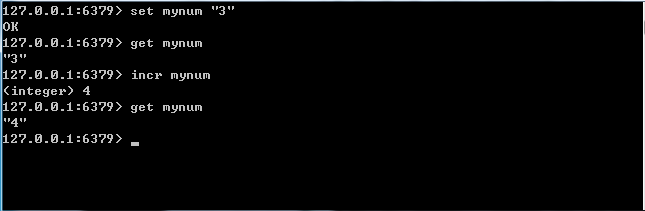 127.0.0.1:6379> set mynum "3"
OK
127.0.0.1:6379> get mynum
"3"
127.0.0.1:6379> incr mynum
(integer) 4
127.0.0.1:6379> get mynum
"4"
127.0.0.1:6379> _